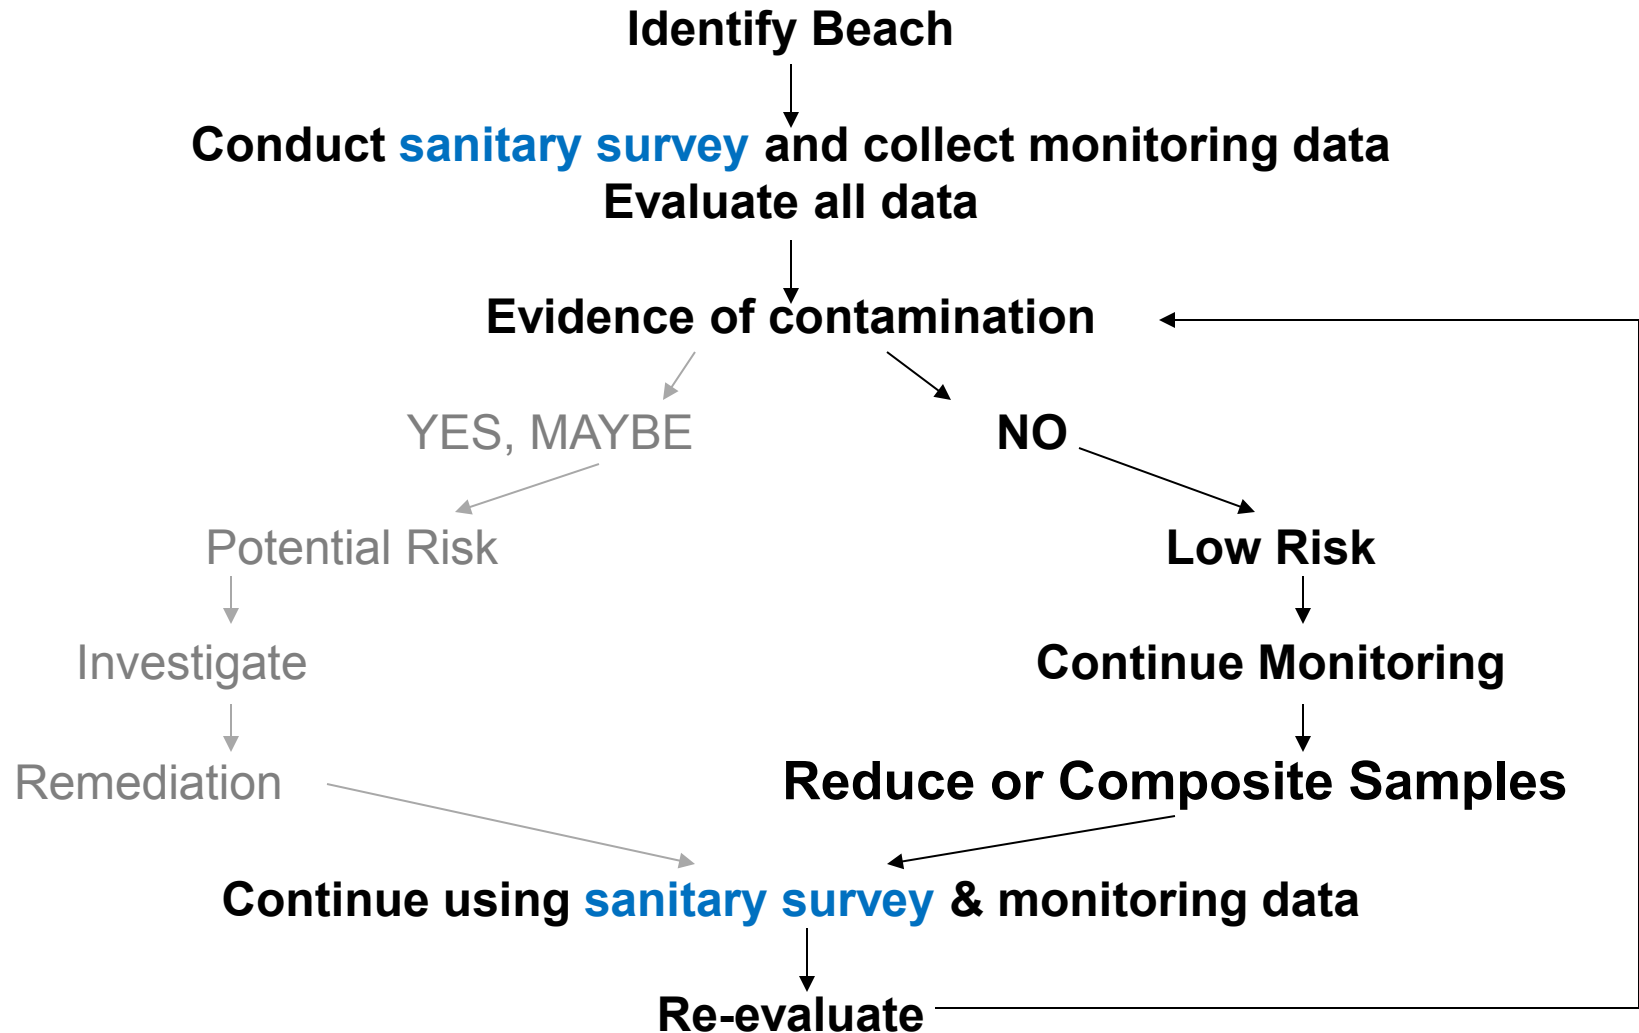 Identify Beach
Conduct sanitary survey and collect monitoring data
Evaluate all data
Evidence of contamination
YES, MAYBE
NO
Potential Risk
Low Risk
Investigate
Continue Monitoring
Remediation
Reduce or Composite Samples
Continue using sanitary survey & monitoring data
Re-evaluate